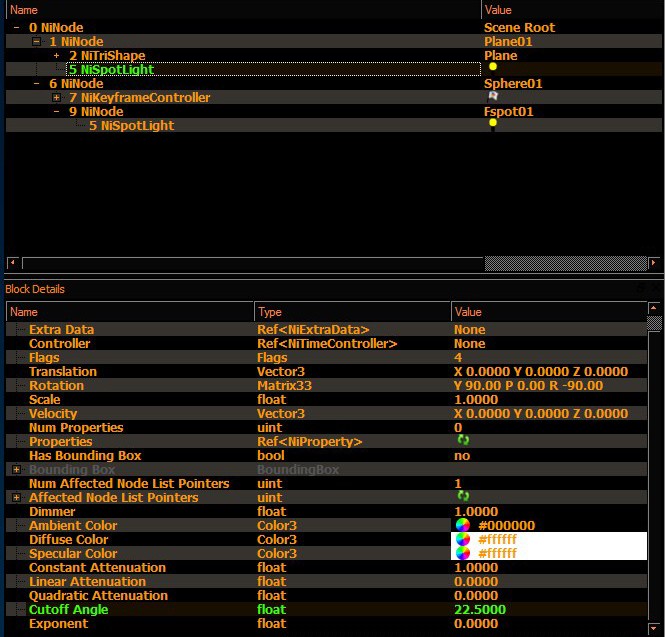 Name Value
0 NiNode Scene Root
1 NiNode Plane01
2 NiTriShape Plane
5 NiSpotLight
6 NiNode Sphere01
7 NiKeyframeController
9 NiNode Fspot01
5 NiSpotLight
Block Details
Name Type Value
Extra Data Ref<NiExtraData> None
Controller Ref<NiTimeController> None
Flags Flags 4
Translation Vector3 X 0.0000 Y 0.0000 Z 0.0000
Rotation Matrix33 Y 90.00 P 0.00 R -90.00
Scale float 1.0000
Velocity Vector3 X 0.0000 Y 0.0000 Z 0.0000
Num Properties uint 0
Properties Ref<NiProperty>
Has Bounding Box bool no
Bounding Box BoundingBox
Num Affected Node List Pointers uint 1
Affected Node List Pointers uint
Dimmer float 1.0000
Ambient Color Color3 #000000
Diffuse Color Color3 #ffffff
Specular Color Color3 #ffffff
Constant Attenuation float 1.0000
Linear Attenuation float 0.0000
Quadratic Attenuation float 0.0000
Cutoff Angle float 22.5000
Exponent float 0.0000